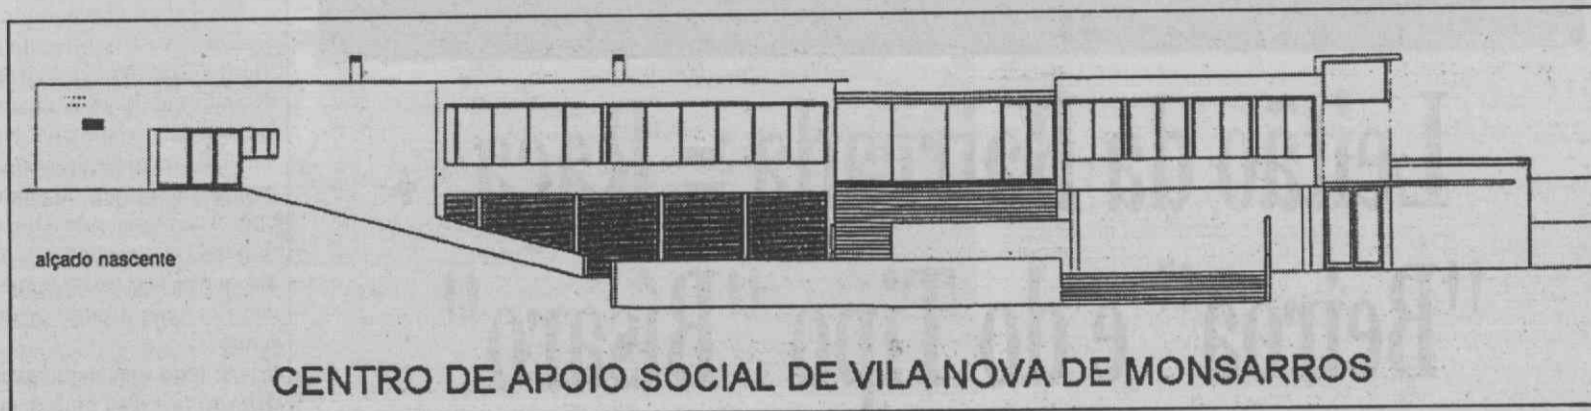 alçado nascente
CENTRO DE APOIO SOCIAL DE VILA NOVA DE MONSARROS